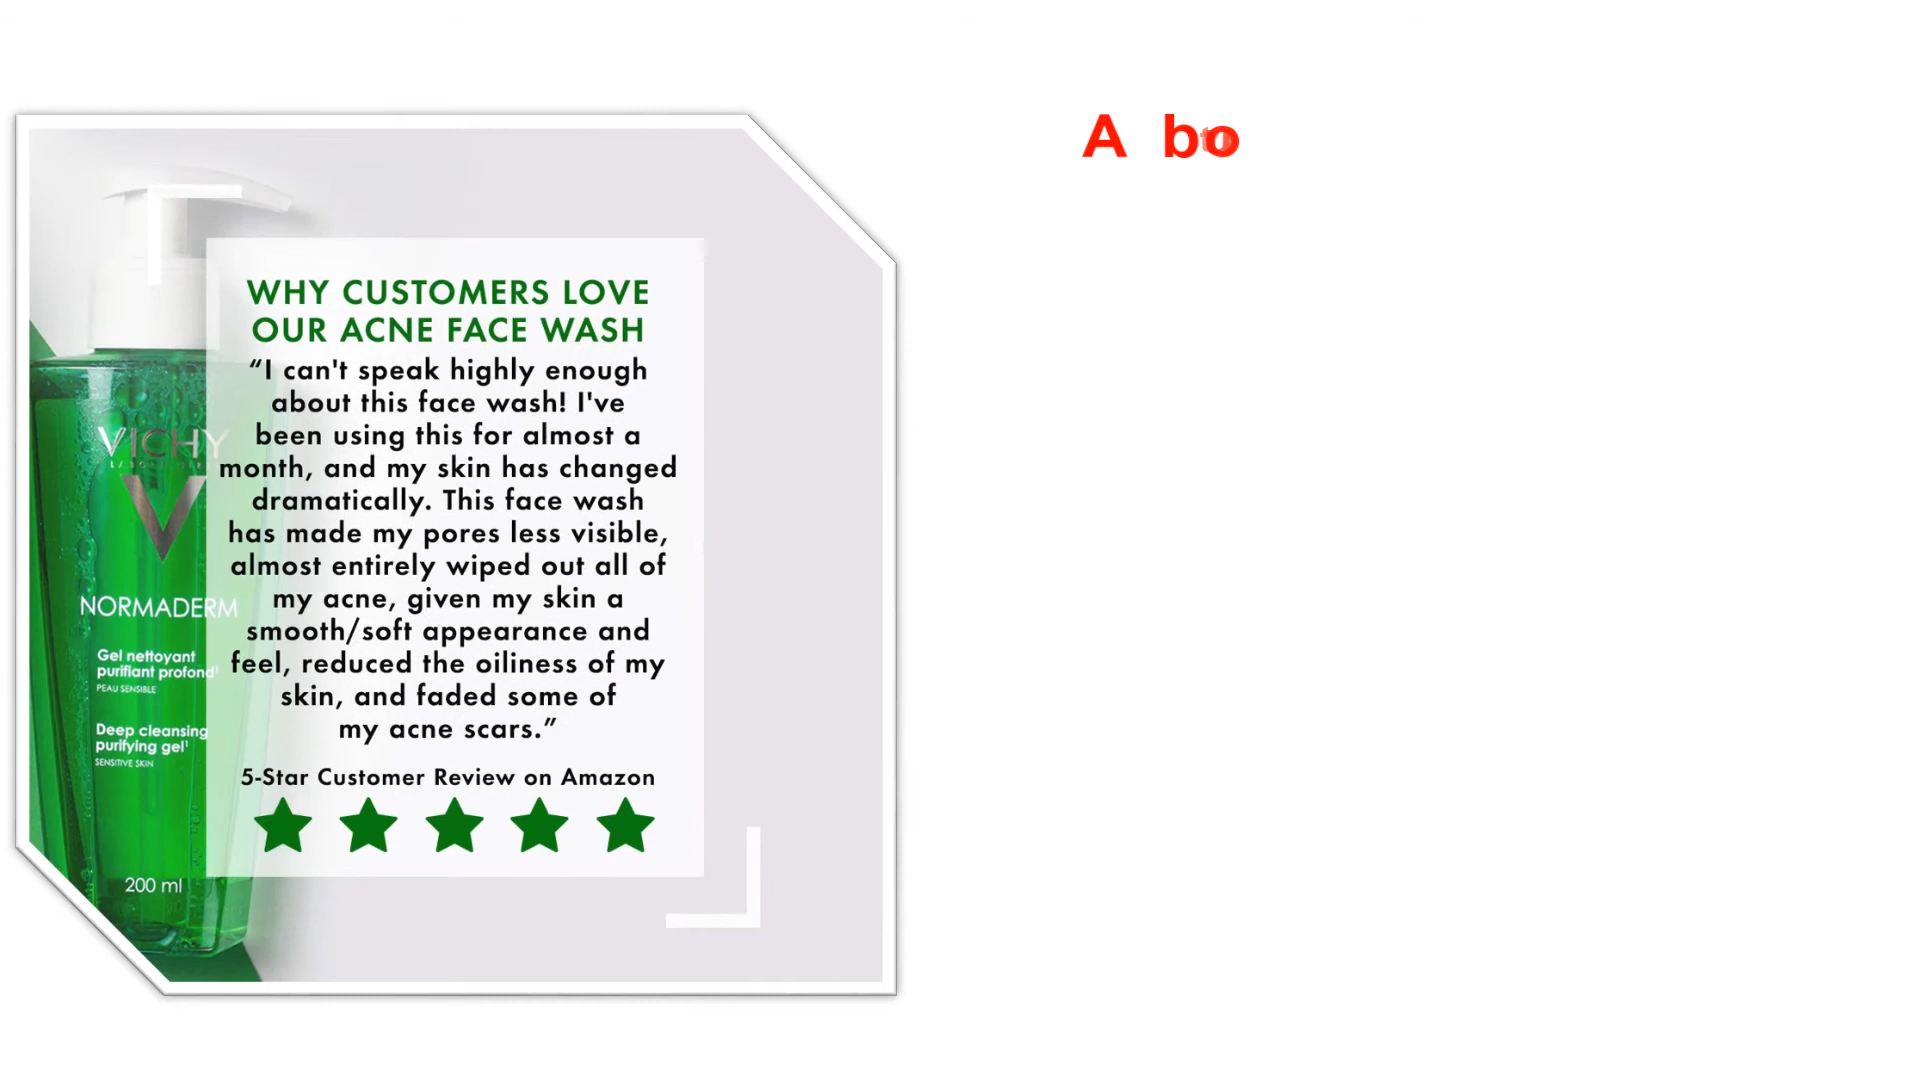 A bo
WHY CUSTOMERS LOVE
OUR ACNE FACE WASH
“I can't speak highly enough
about this face wash! I've
been using this for almost a
month, and my skin has changed
dramatically. This face wash
has made my pores less visible,
almost entirely wiped out all of
my acne, given my skin a
smooth/soft appearance and
feel, reduced the oiliness of my
skin, and faded some of
my acne scars.”
5-Star Customer Review on Amazon
VICHY
NORMADERM
Gel nettoyant
purifiant profond¹
PEAU SENSIBLE
Deep cleansing
purifying gel¹
SENSITIVE SKIN
200 ml